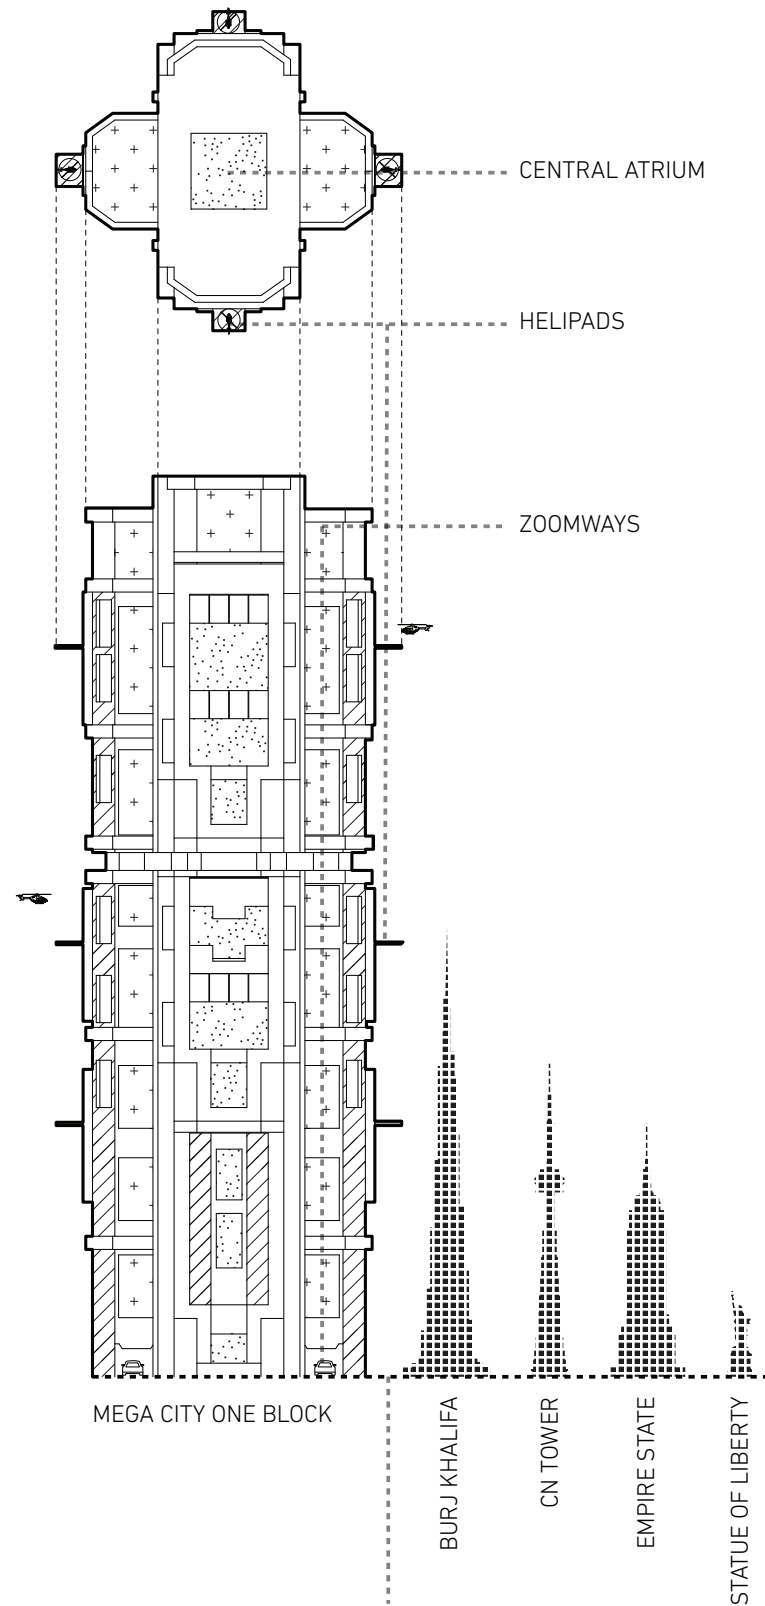 CENTRAL ATRIUM
HELIPADS
ZOOMWAYS
MEGA CITY ONE BLOCK
BURJ KHALIFA
CN TOWER
EMPIRE STATE
STATUE OF LIBERTY